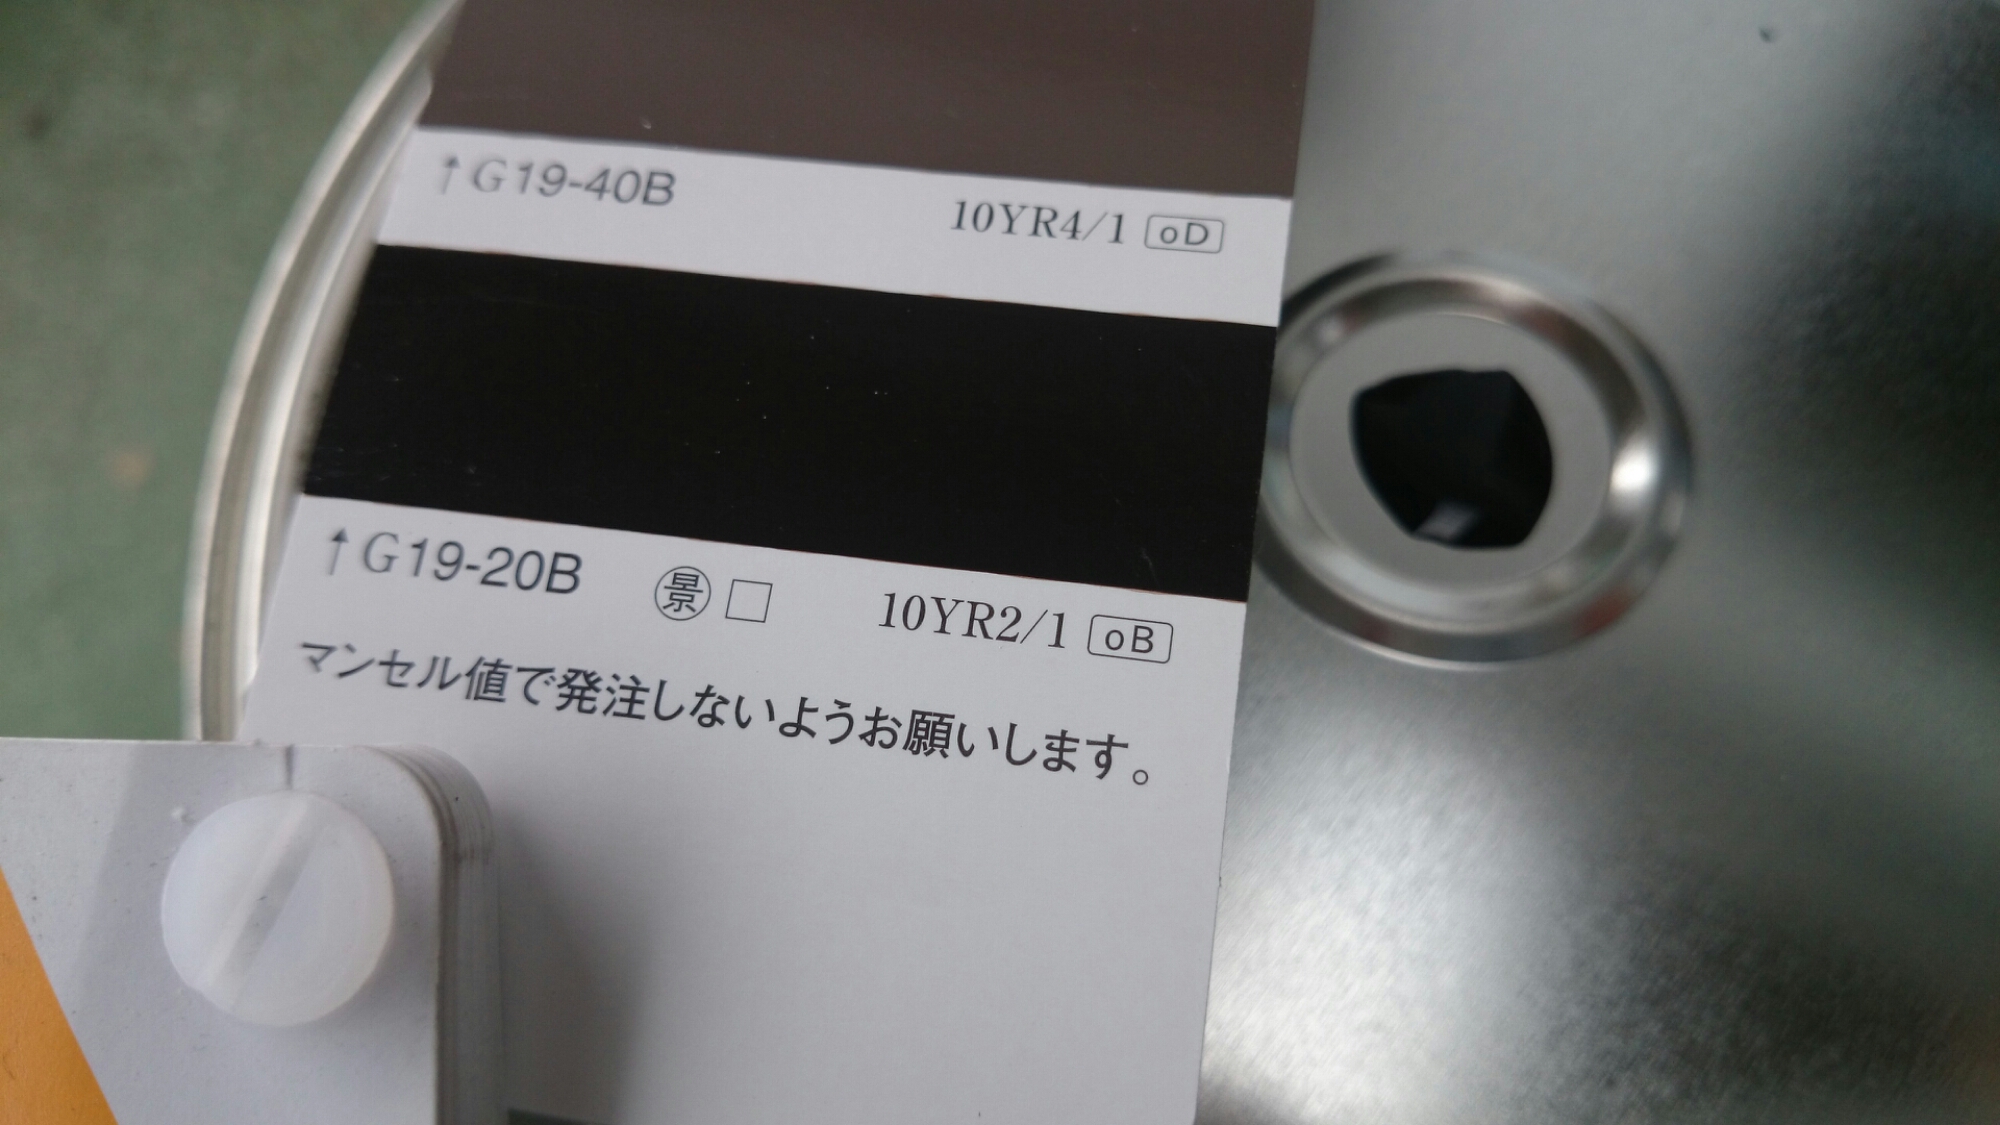 ↑G19-40B 10YR4/1 oD
↑G19-20B ㊞景 □ 10YR2/1 oB
マンセル値で発注しないようお願いします。